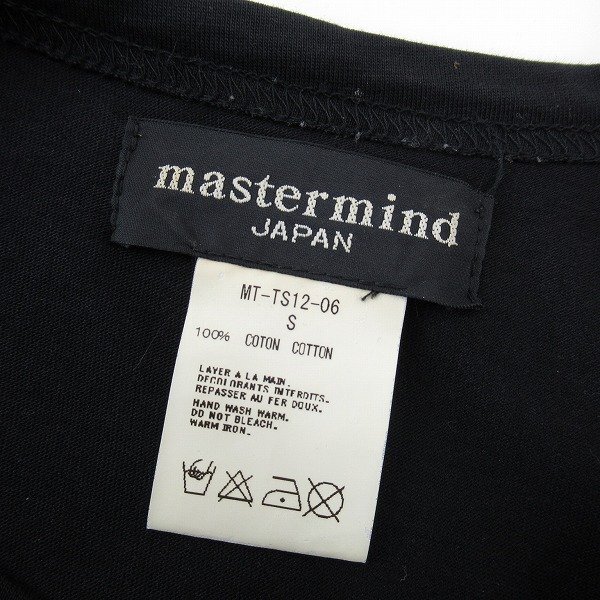 mastermind
JAPAN
MT-TS12-06
S
100% COTON COTTON
LAVER A LA MAIN.
DECOLORANTS INTERDITS.
REPASSER AU FER DOUX.
HAND WASH WARM.
DO NOT BLEACH.
WARM IRON.